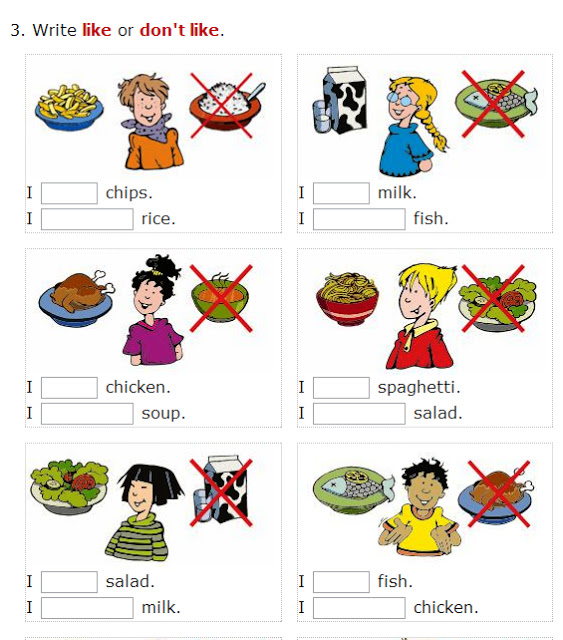 3. Write like or don't like.
I chips.
I rice.
I milk.
I fish.
I chicken.
I soup.
I spaghetti.
I salad.
I salad.
I milk.
I fish.
I chicken.